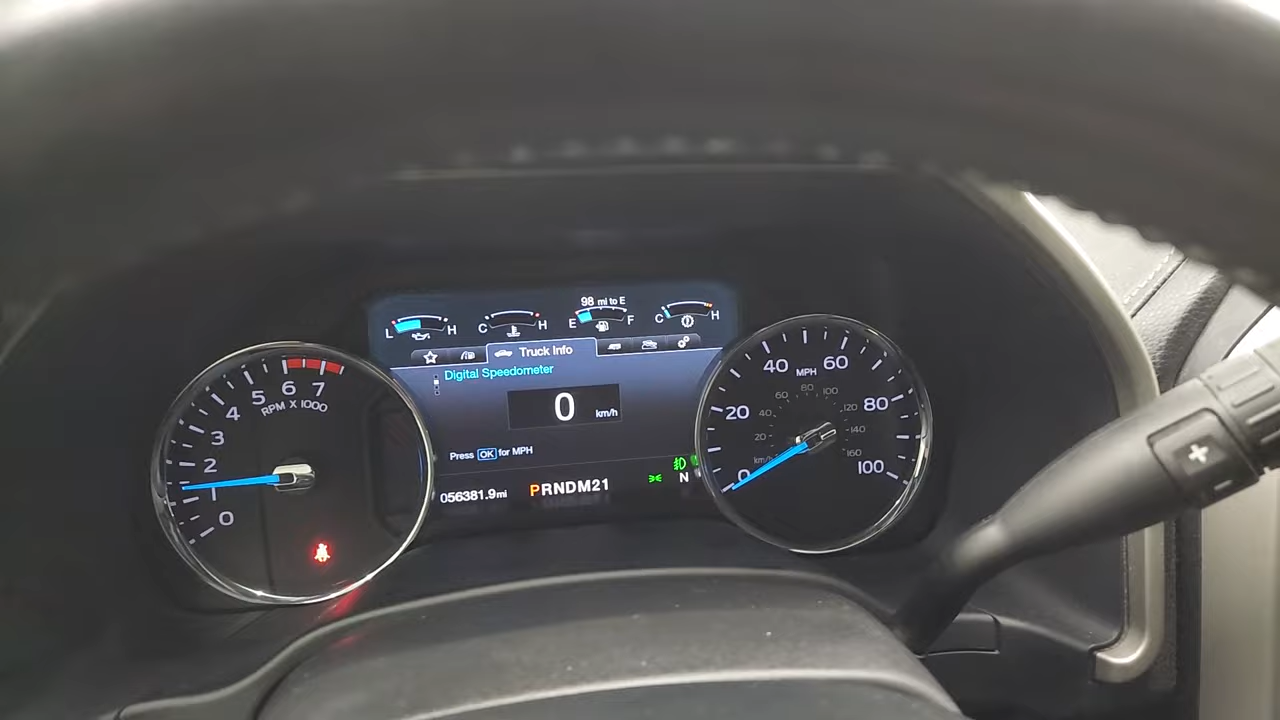 98 mi to E
L H C H E F C H
Truck Info
Digital Speedometer
0 km/h
Press OK for MPH
056381.9mi
PRNDM21
N
0 2 3 4 5 6 7
RPM X 1000
0 20 40 60 80 100
MPH
20 40 60 80 100 120 140 160
km/h
+
-